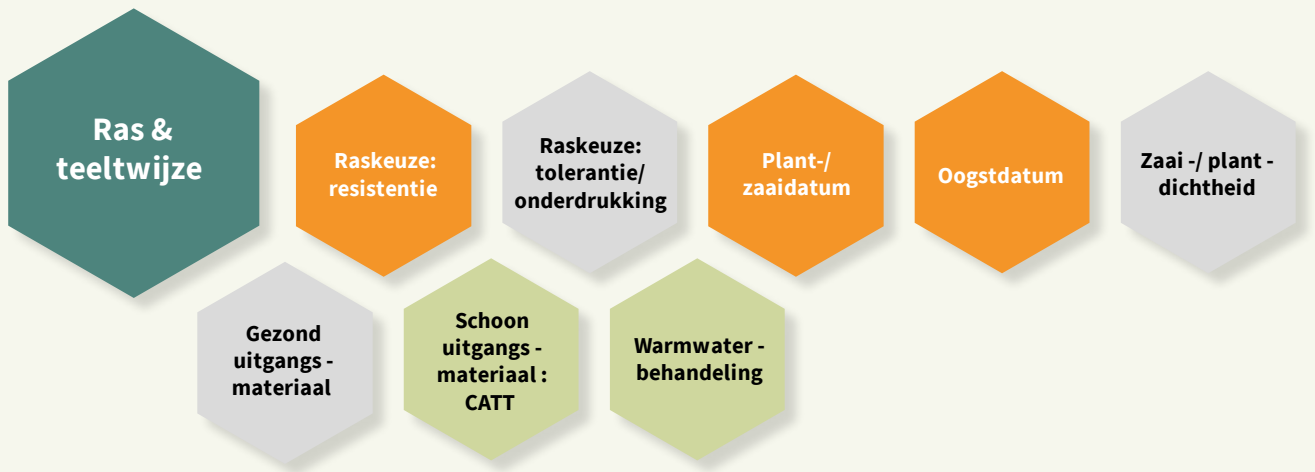 Ras &
teeltwijze
Raskeuze:
resistentie
Raskeuze:
tolerantie/
onderdrukking
Plant-/
zaaidatum
Oogstdatum
Zaai -/ plant -
dichtheid
Gezond
uitgangs -
materiaal
Schoon
uitgangs -
materiaal :
CATT
Warmwater -
behandeling